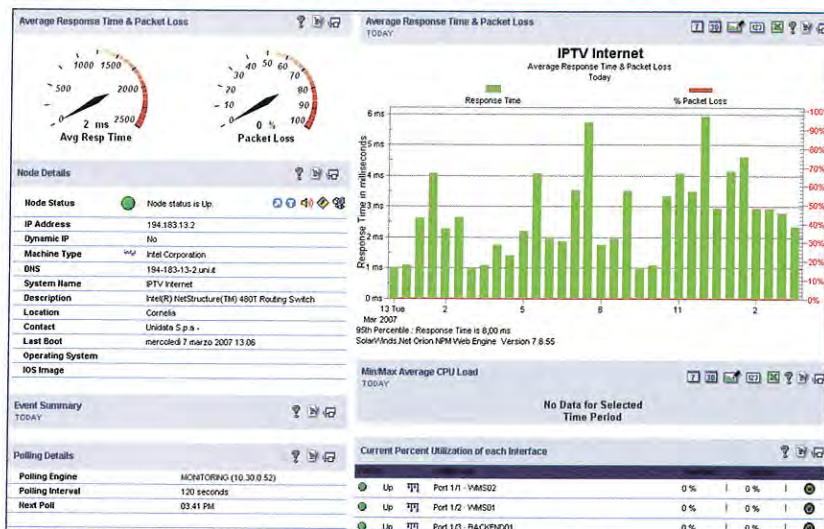 Average Response Time & Packet Loss
0
500
1000
1500
2000
2500
2 ms
Avg Resp Time
0
10
20
30
40
50
60
70
80
90
100
0 %
Packet Loss
Node Details
Node Status Node status is Up.
IP Address 194.183.13.2
Dynamic IP No
Machine Type intel Intel Corporation
DNS 194-183-13-2.uni.it
System Name IPTV Internet
Description Intel(R) NetStructure(TM) 480T Routing Switch
Location Cornelia
Contact Unidata S.p.a -
Last Boot mercoledì 7 marzo 2007 13.06
Operating System
IOS Image
Event Summary
TODAY
Polling Details
Polling Engine MONITORING (10.30.0.52)
Polling Interval 120 seconds
Next Poll 03.41 PM
Average Response Time & Packet Loss
TODAY
7 30
IPTV Internet
Average Response Time & Packet Loss
Today
Response Time % Packet Loss
Response Time in milliseconds
6 ms
5 ms
4 ms
3 ms
2 ms
1 ms
0 ms
100%
90%
80%
70%
60%
50%
40%
30%
20%
10%
0%
13 Tue 2 5 8 11 2
Mar 2007
95th Percentile : Response Time is 8,00 ms
SolarWinds.Net Orion NPM Web Engine Version 7.8.55
Min/Max Average CPU Load
TODAY
7 30
No Data for Selected
Time Period
Current Percent Utilization of each Interface
Up Port 1/1 - WMS02 0 % 0 %
Up Port 1/2 - WMS01 0 % 0 %
Up Port 1/3 - BACKEND01 0 % 0 %